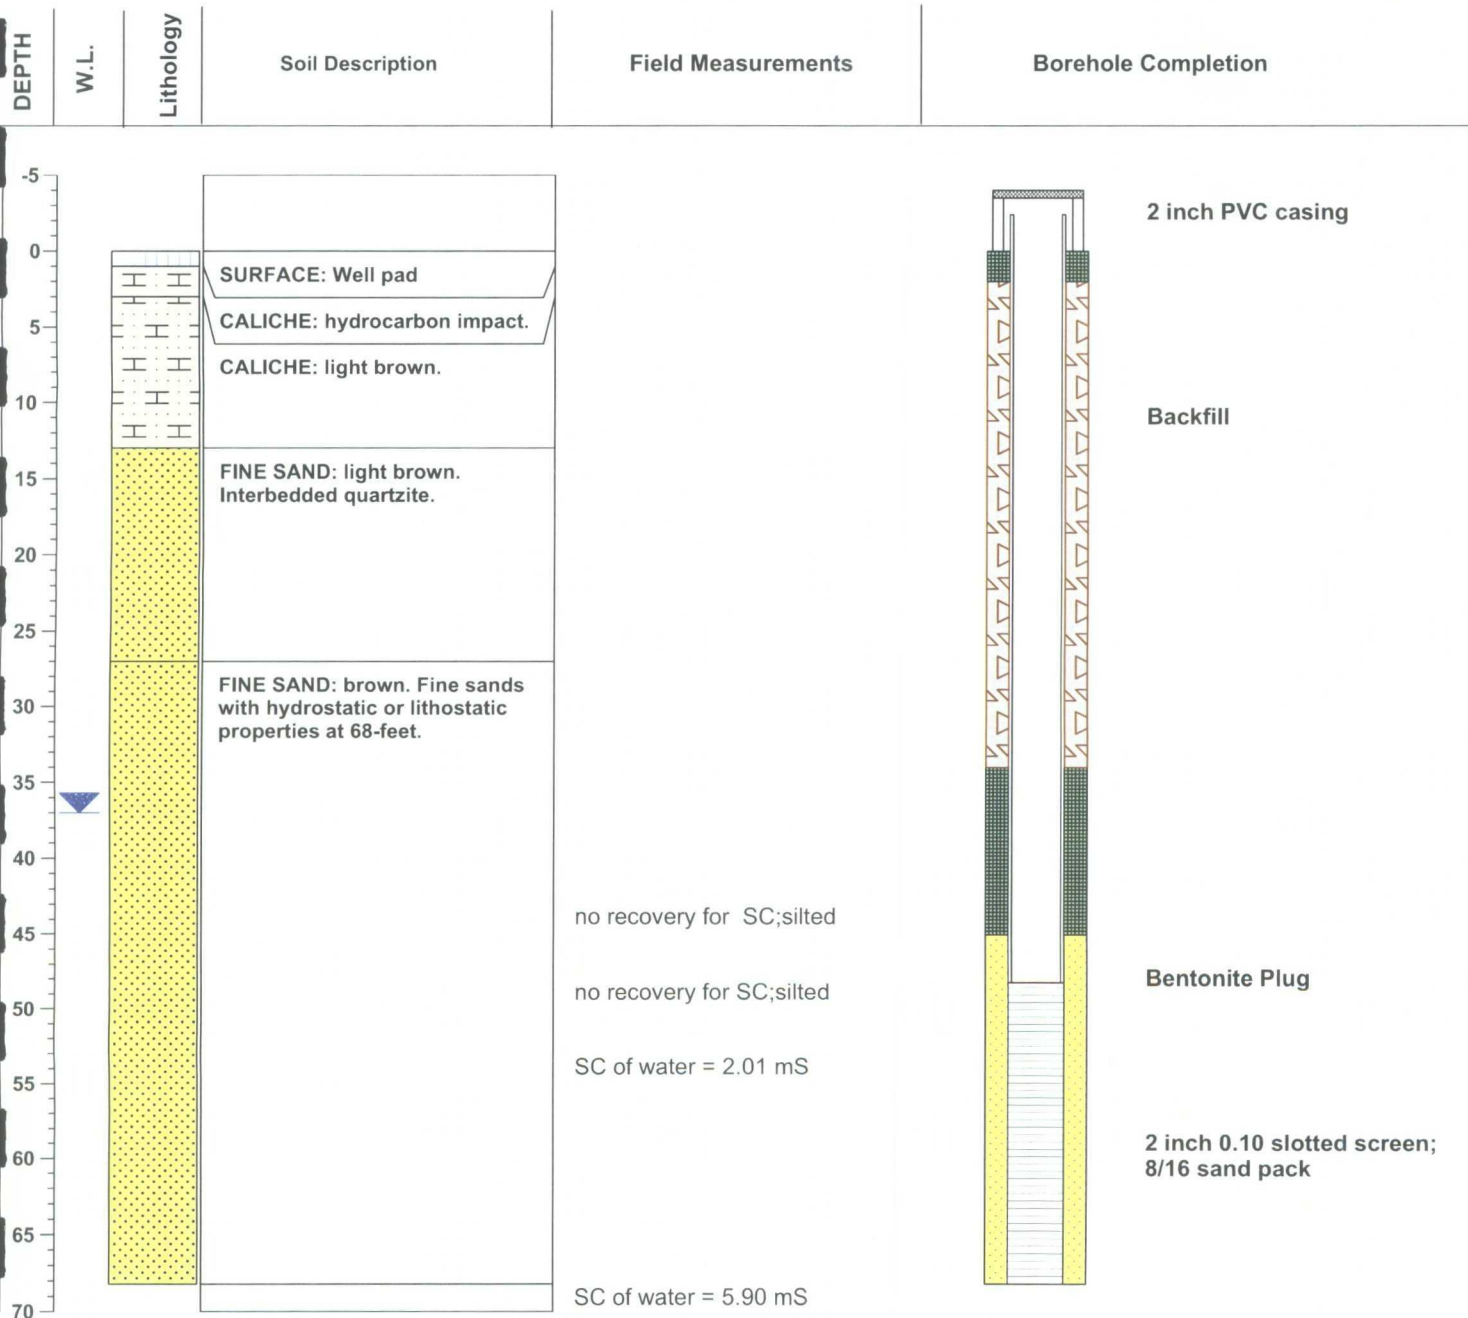 DEPTH
W.L.
Lithology
Soil Description
Field Measurements
Borehole Completion
-5
0
5
10
15
20
25
30
35
40
45
50
55
60
65
70
SURFACE: Well pad
CALICHE: hydrocarbon impact.
CALICHE: light brown.
FINE SAND: light brown.
Interbedded quartzite.
FINE SAND: brown. Fine sands
with hydrostatic or lithostatic
properties at 68-feet.
no recovery for SC;silted
no recovery for SC;silted
SC of water = 2.01 mS
SC of water = 5.90 mS
2 inch PVC casing
Backfill
Bentonite Plug
2 inch 0.10 slotted screen;
8/16 sand pack